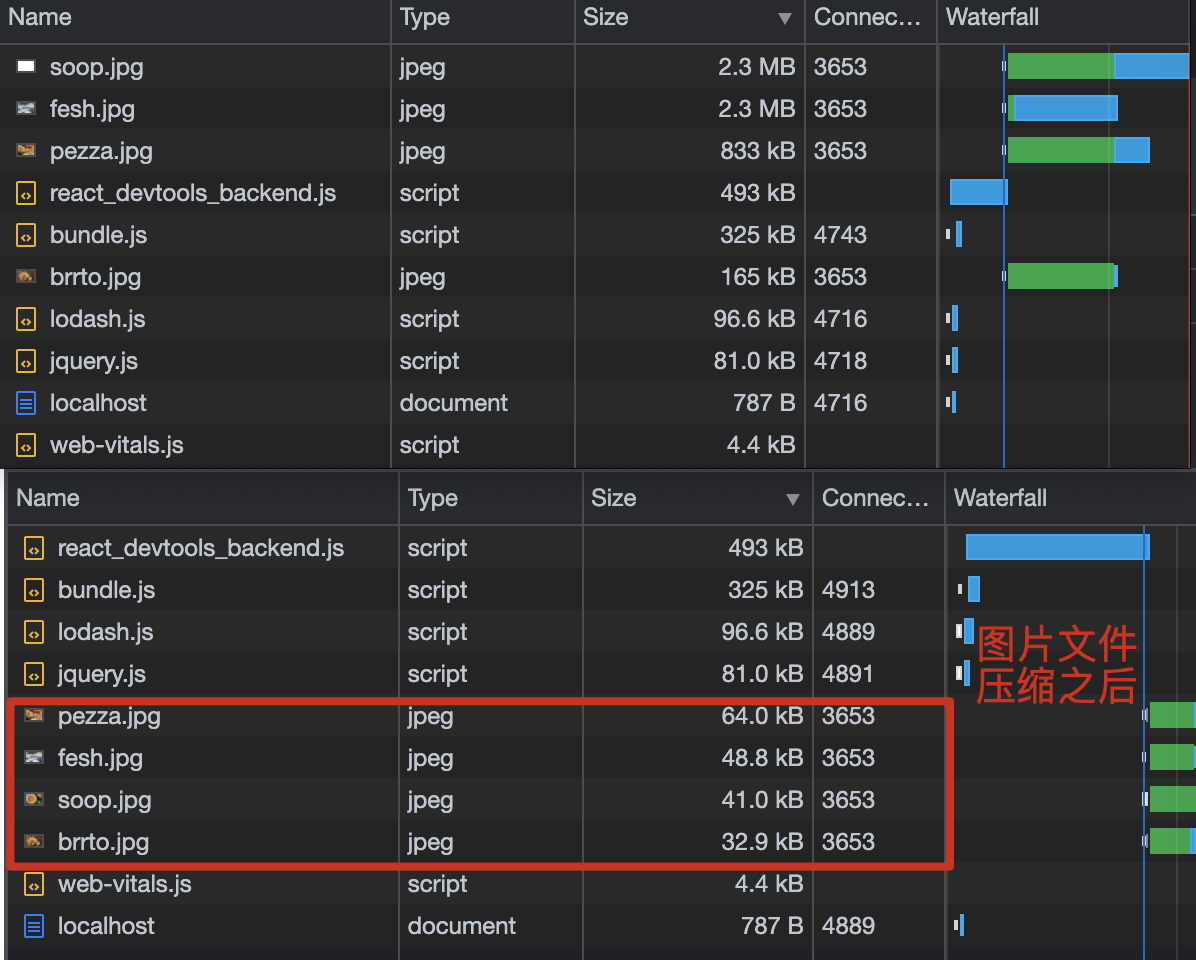 Name Type Size Connec… Waterfall
soop.jpg jpeg 2.3 MB 3653
fesh.jpg jpeg 2.3 MB 3653
pezza.jpg jpeg 833 kB 3653
react_devtools_backend.js script 493 kB
bundle.js script 325 kB 4743
brrto.jpg jpeg 165 kB 3653
lodash.js script 96.6 kB 4716
jquery.js script 81.0 kB 4718
localhost document 787 B 4716
web-vitals.js script 4.4 kB
Name Type Size Connec… Waterfall
react_devtools_backend.js script 493 kB
bundle.js script 325 kB 4913
lodash.js script 96.6 kB 4889
jquery.js script 81.0 kB 4891
图片文件
压缩之后
pezza.jpg jpeg 64.0 kB 3653
fesh.jpg jpeg 48.8 kB 3653
soop.jpg jpeg 41.0 kB 3653
brrto.jpg jpeg 32.9 kB 3653
web-vitals.js script 4.4 kB
localhost document 787 B 4889